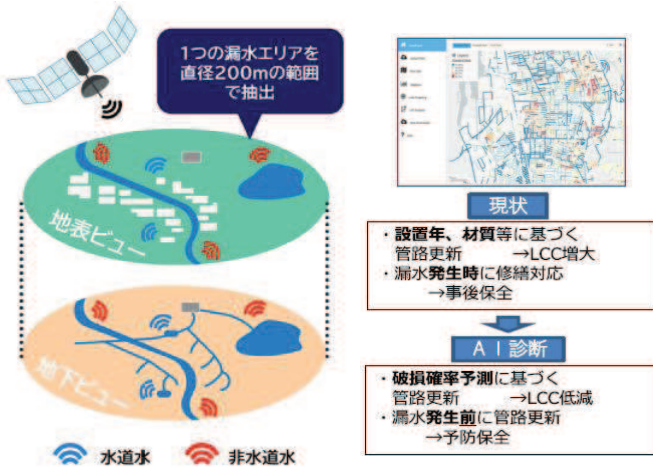 1つの漏水エリアを
直径200mの範囲
で抽出
地表ビュー
地下ビュー
水道水
非水道水
現状
・設置年、材質等に基づく
管路更新 →LCC増大
・漏水発生時に修繕対応
→事後保全
AI診断
・破損確率予測に基づく
管路更新 →LCC低減
・漏水発生前に管路更新
→予防保全